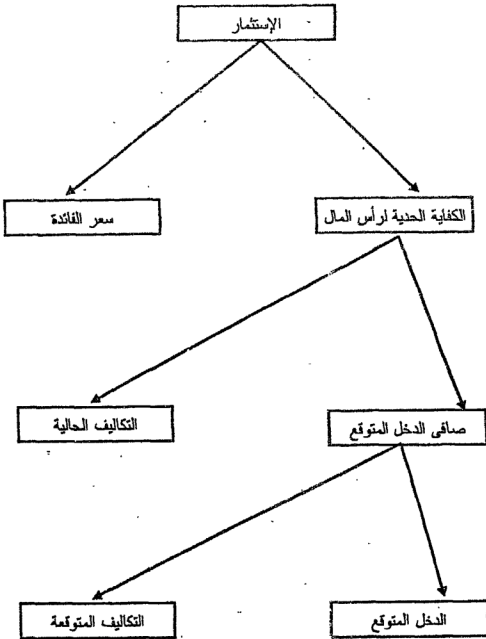 الإستثمار
الكفاية الحدية لرأس المال
سعر الفائدة
صافى الدخل المتوقع
التكاليف الحالية
الدخل المتوقع
التكاليف المتوقعة